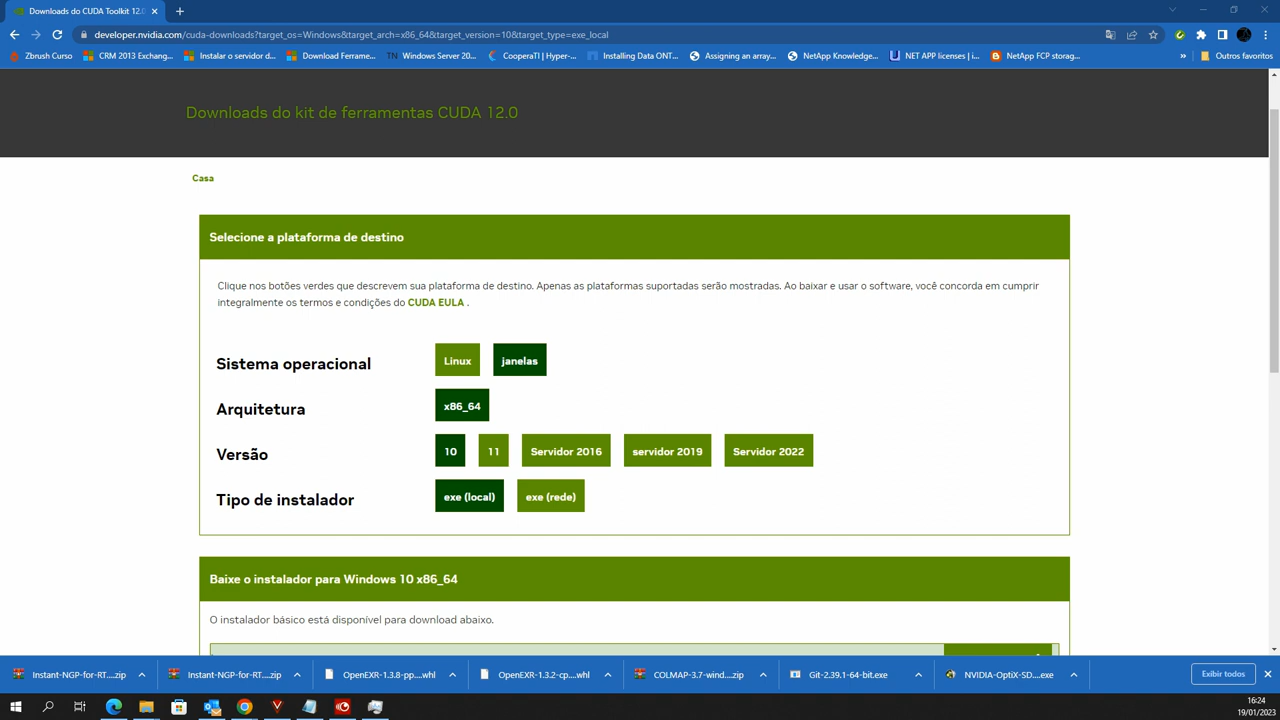 Downloads do CUDA Toolkit 12.0
developer.nvidia.com/cuda-downloads?target_os=Windows&target_arch=x86_64&target_version=10&target_type=exe_local
Zbrush Curso
CRM 2013 Exchang...
Instalar o servidor d...
Download Ferrame...
TN Windows Server 20...
CooperaTI | Hyper-...
Installing Data ONT...
Assigning an array...
NetApp Knowledge...
NET APP licenses | i...
NetApp FCP storag...
»
Outros favoritos
Downloads do kit de ferramentas CUDA 12.0
Casa
Selecione a plataforma de destino
Clique nos botões verdes que descrevem sua plataforma de destino. Apenas as plataformas suportadas serão mostradas. Ao baixar e usar o software, você concorda em cumprir
integralmente os termos e condições do CUDA EULA .
Sistema operacional Linux janelas
Arquitetura x86_64
Versão 10 11 Servidor 2016 servidor 2019 Servidor 2022
Tipo de instalador exe (local) exe (rede)
Baixe o instalador para Windows 10 x86_64
O instalador básico está disponível para download abaixo.
Instant-NGP-for-RT....zip
Instant-NGP-for-RT....zip
OpenEXR-1.3.8-pp....whl
OpenEXR-1.3.2-cp....whl
COLMAP-3.7-wind....zip
Git-2.39.1-64-bit.exe
NVIDIA-OptiX-SD....exe
Exibir todos
16:24
19/01/2023